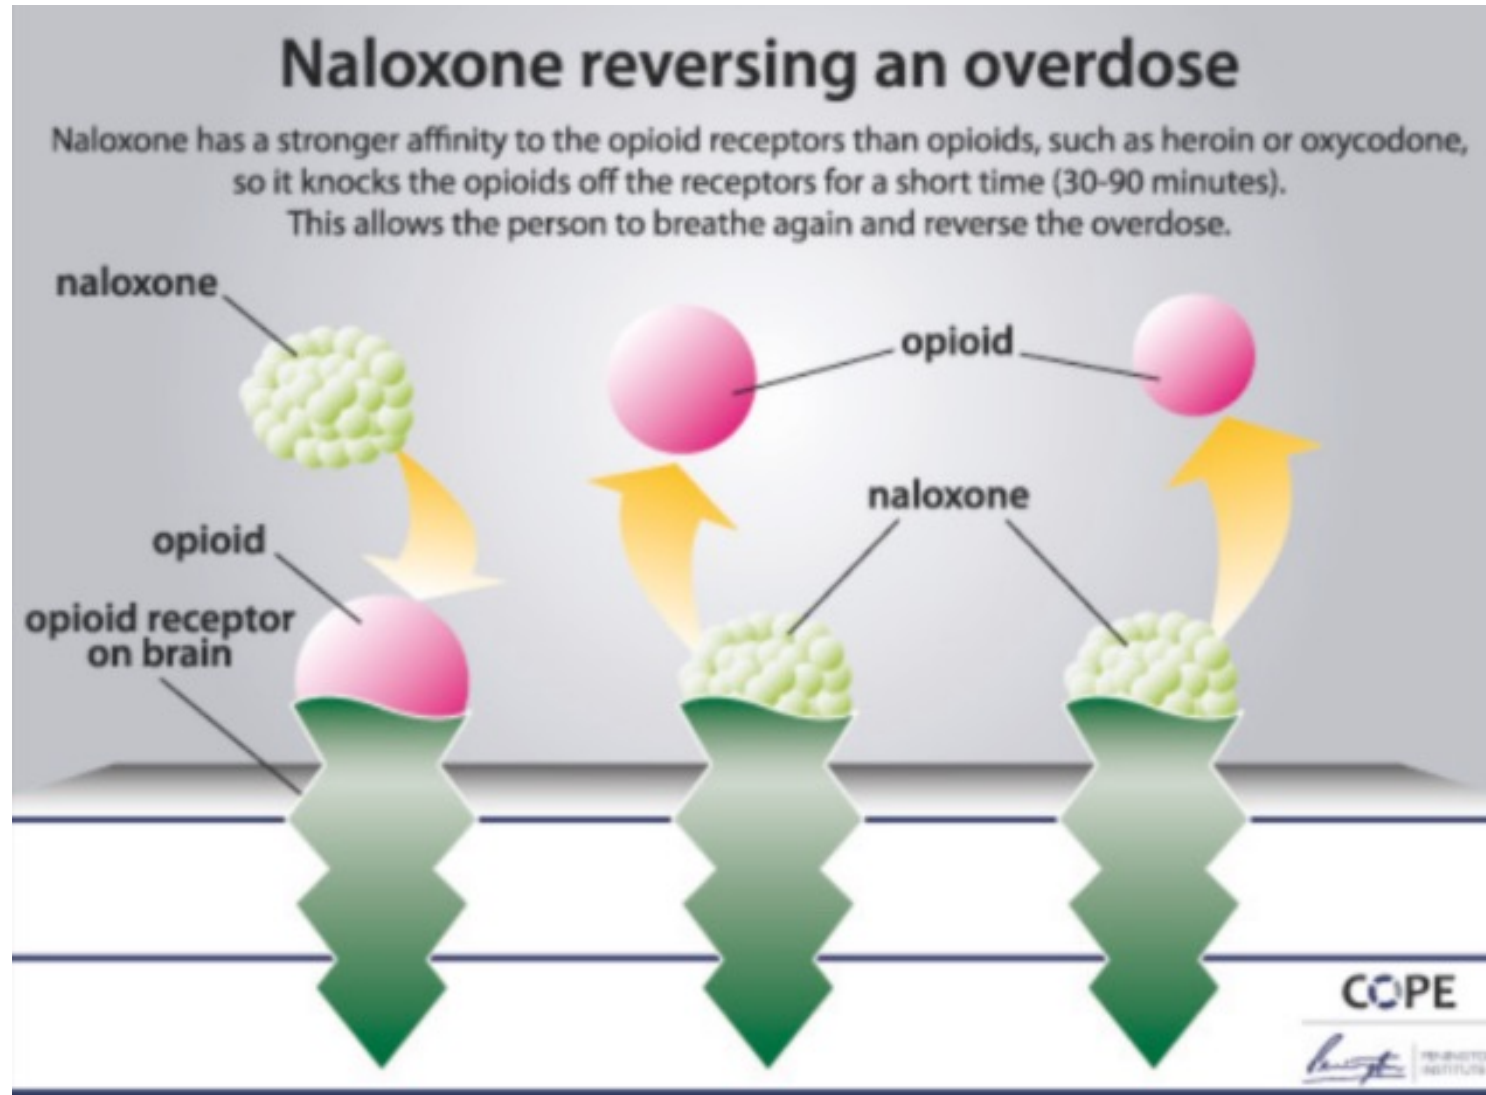 Naloxone reversing an overdose
Naloxone has a stronger affinity to the opioid receptors than opioids, such as heroin or oxycodone,
so it knocks the opioids off the receptors for a short time (30-90 minutes).
This allows the person to breathe again and reverse the overdose.
naloxone
opioid
naloxone
opioid
opioid receptor
on brain
COPE
INSTITUTE